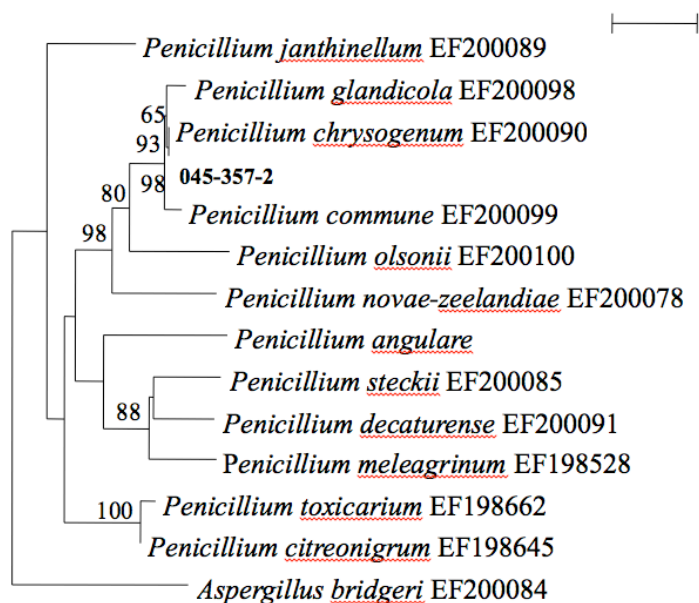 Penicillium janthinellum EF200089
Penicillium glandicola EF200098
65
Penicillium chrysogenum EF200090
93
98
045-357-2
80
Penicillium commune EF200099
98
Penicillium olsonii EF200100
Penicillium novae-zeelandiae EF200078
Penicillium angulare
Penicillium steckii EF200085
88
Penicillium decaturense EF200091
Penicillium meleagrinum EF198528
Penicillium toxicarium EF198662
100
Penicillium citreonigrum EF198645
Aspergillus bridgeri EF200084